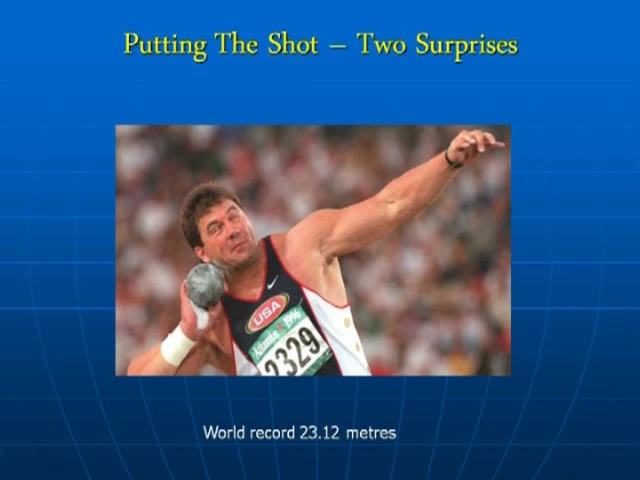 Putting The Shot – Two Surprises
USA
Atlanta 1996
2329
World record 23.12 metres